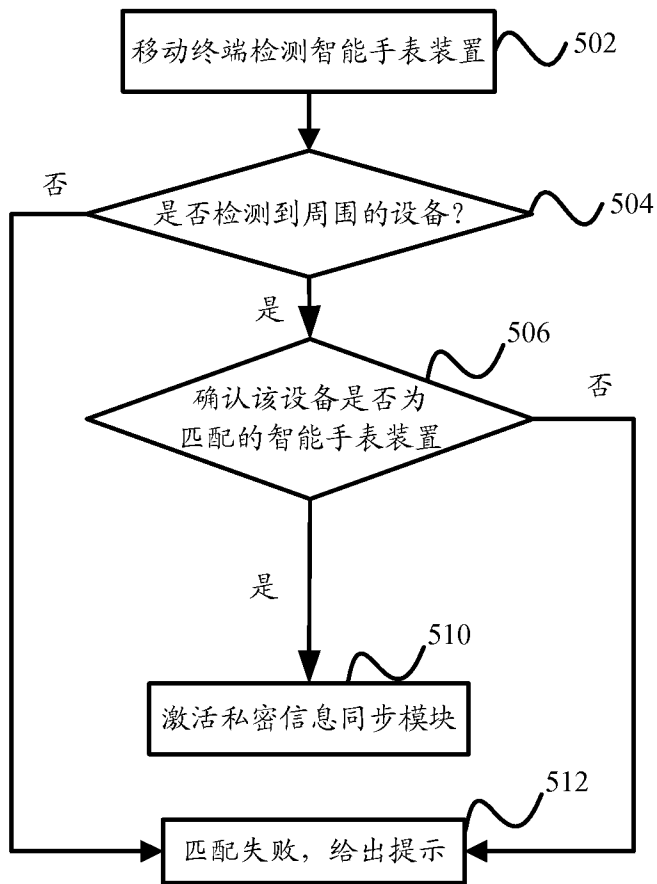 移动终端检测智能手表装置
502
否
是否检测到周围的设备?
504
是
506
确认该设备是否为
匹配的智能手表装置
否
是
510
激活私密信息同步模块
512
匹配失败，给出提示